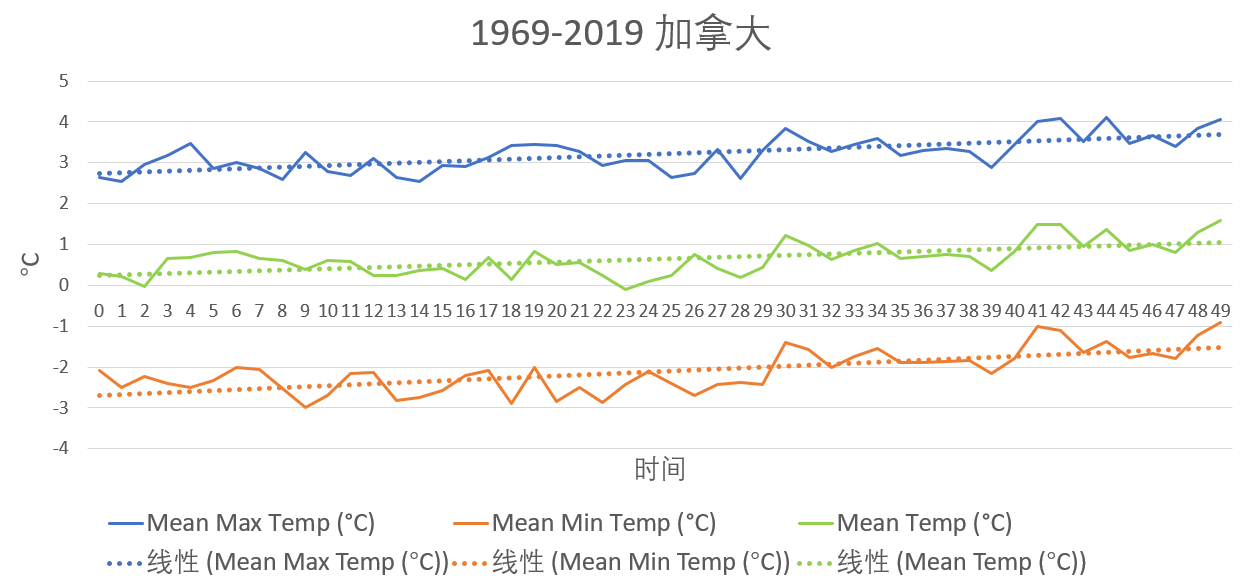 1969-2019 加拿大
5
4
3
2
1
0
-1
-2
-3
-4
°C
0 1 2 3 4 5 6 7 8 9 10 11 12 13 14 15 16 17 18 19 20 21 22 23 24 25 26 27 28 29 30 31 32 33 34 35 36 37 38 39 40 41 42 43 44 45 46 47 48 49
时间
Mean Max Temp (°C) Mean Min Temp (°C) Mean Temp (°C)
线性 (Mean Max Temp (°C)) 线性 (Mean Min Temp (°C)) 线性 (Mean Temp (°C))